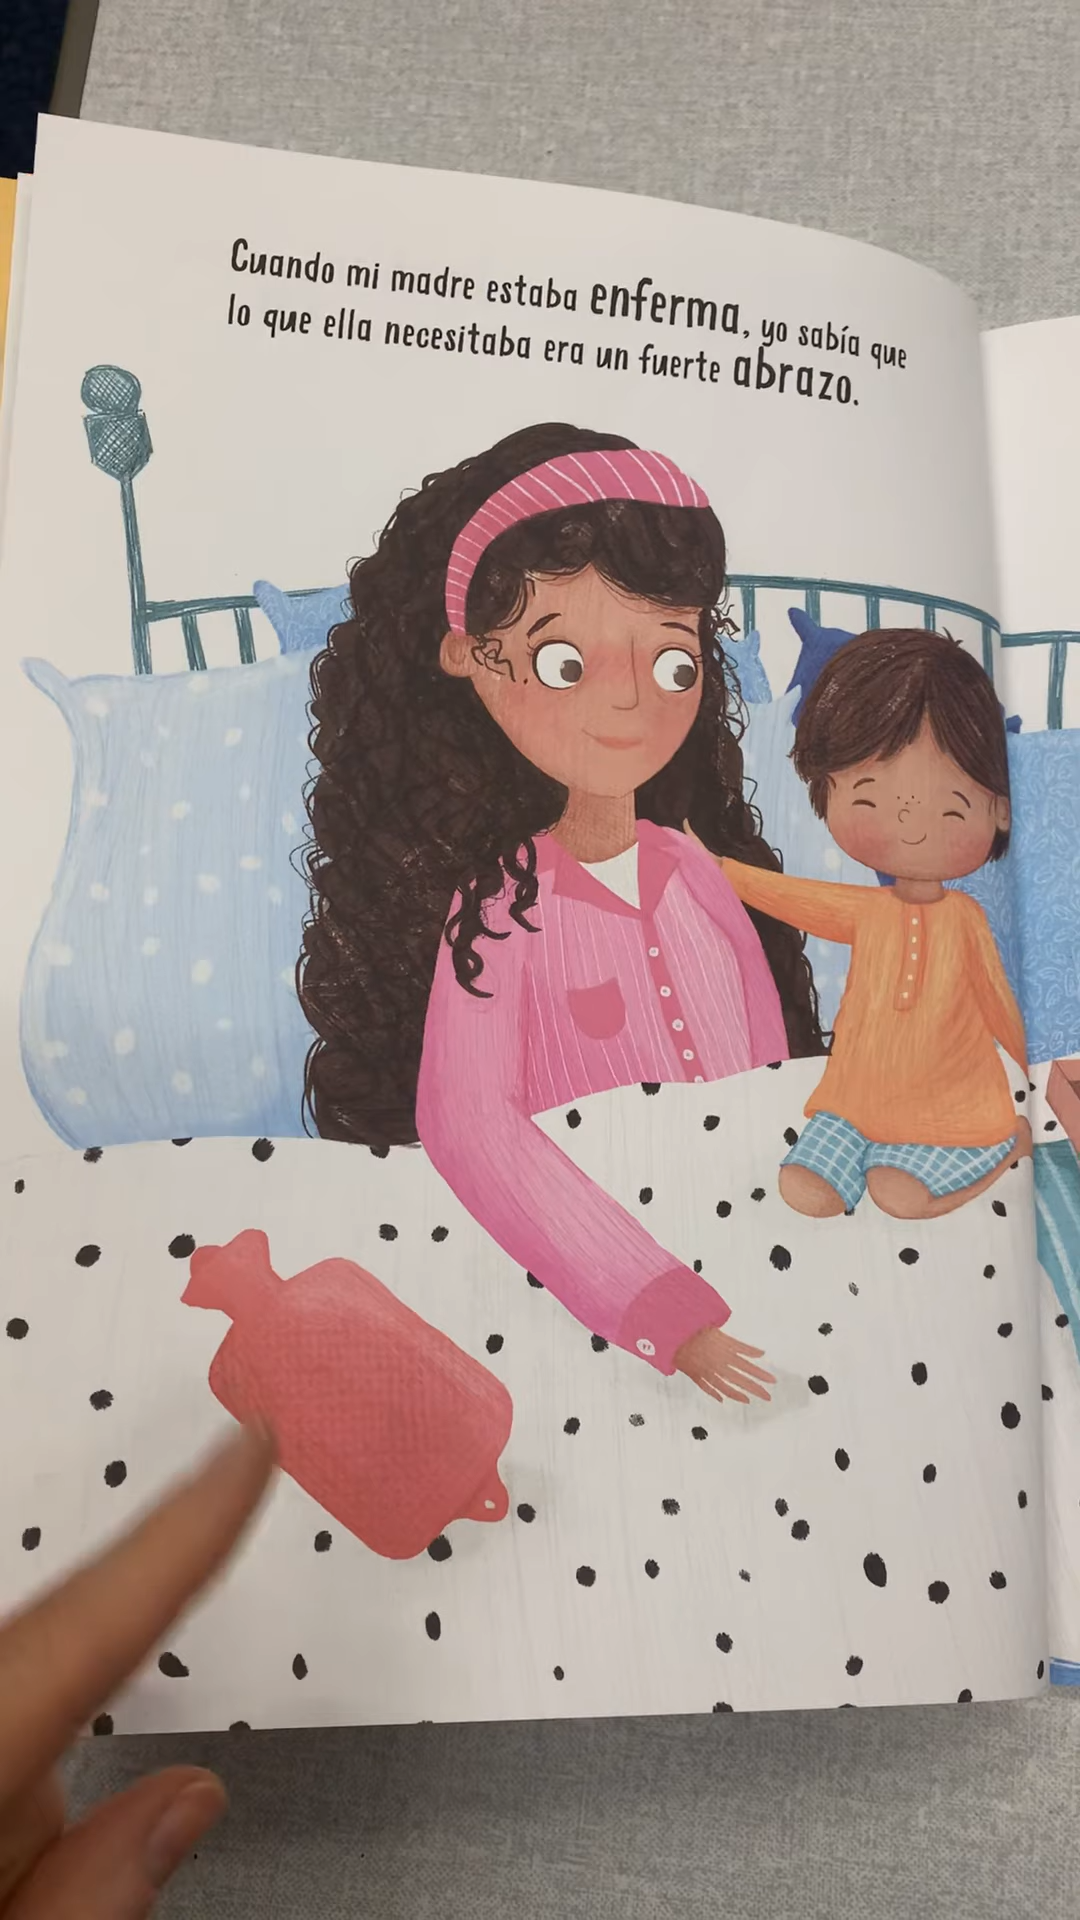 Cuando mi madre estaba enferma, yo sabía que
lo que ella necesitaba era un fuerte abrazo.